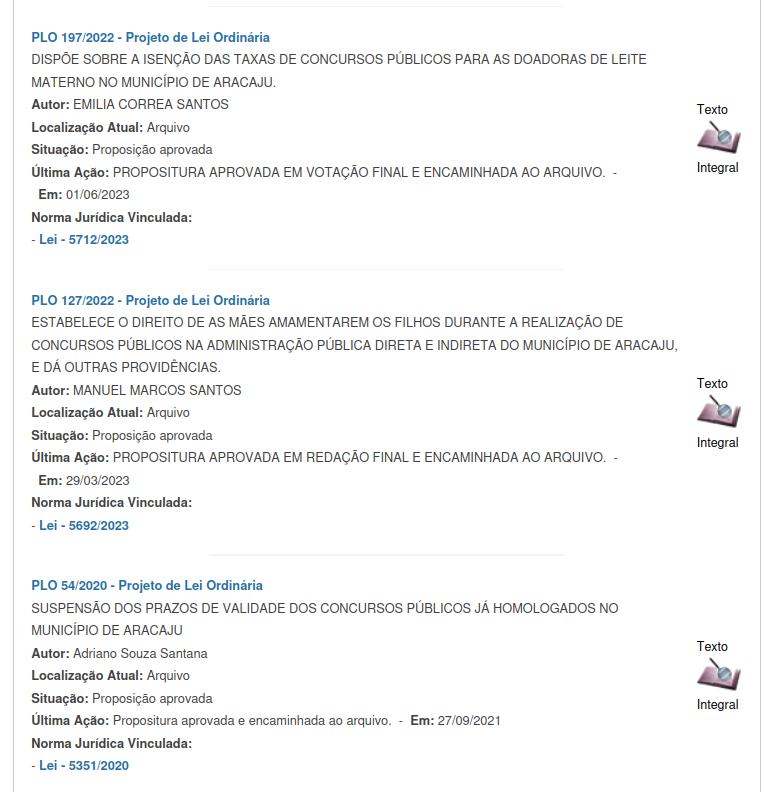 PLO 197/2022 - Projeto de Lei Ordinária
DISPÕE SOBRE A ISENÇÃO DAS TAXAS DE CONCURSOS PÚBLICOS PARA AS DOADORAS DE LEITE
MATERNO NO MUNICÍPIO DE ARACAJU.
Autor: EMILIA CORREA SANTOS
Localização Atual: Arquivo
Situação: Proposição aprovada
Última Ação: PROPOSITURA APROVADA EM VOTAÇÃO FINAL E ENCAMINHADA AO ARQUIVO. -
Em: 01/06/2023
Norma Jurídica Vinculada:
- Lei - 5712/2023
Texto
Integral
PLO 127/2022 - Projeto de Lei Ordinária
ESTABELECE O DIREITO DE AS MÃES AMAMENTAREM OS FILHOS DURANTE A REALIZAÇÃO DE
CONCURSOS PÚBLICOS NA ADMINISTRAÇÃO PÚBLICA DIRETA E INDIRETA DO MUNICÍPIO DE ARACAJU,
E DÁ OUTRAS PROVIDÊNCIAS.
Autor: MANUEL MARCOS SANTOS
Localização Atual: Arquivo
Situação: Proposição aprovada
Última Ação: PROPOSITURA APROVADA EM REDAÇÃO FINAL E ENCAMINHADA AO ARQUIVO. -
Em: 29/03/2023
Norma Jurídica Vinculada:
- Lei - 5692/2023
Texto
Integral
PLO 54/2020 - Projeto de Lei Ordinária
SUSPENSÃO DOS PRAZOS DE VALIDADE DOS CONCURSOS PÚBLICOS JÁ HOMOLOGADOS NO
MUNICÍPIO DE ARACAJU
Autor: Adriano Souza Santana
Localização Atual: Arquivo
Situação: Proposição aprovada
Última Ação: Propositura aprovada e encaminhada ao arquivo. - Em: 27/09/2021
Norma Jurídica Vinculada:
- Lei - 5351/2020
Texto
Integral